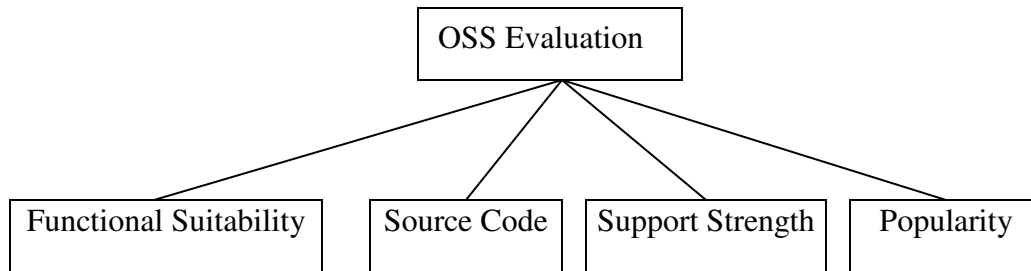 OSS Evaluation
Functional Suitability
Source Code
Support Strength
Popularity